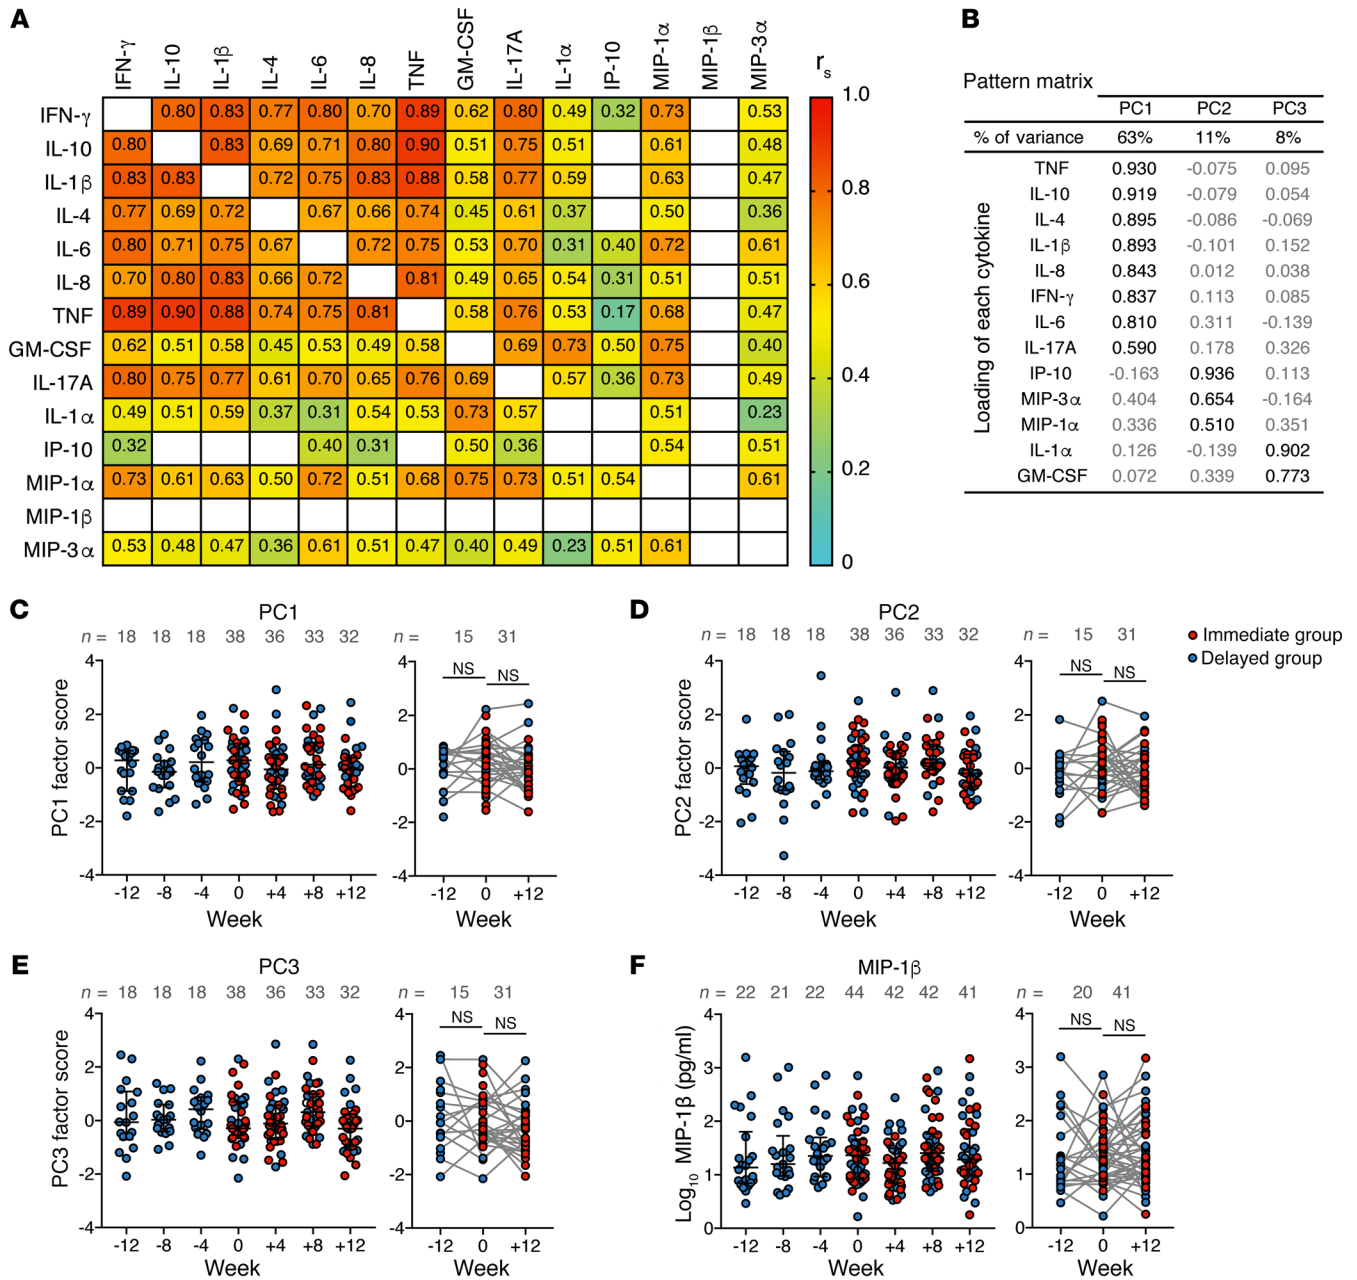 A
IFN-γ IL-10 IL-1β IL-4 IL-6 IL-8 TNF GM-CSF IL-17A IL-1α IP-10 MIP-1α MIP-1β MIP-3α
r_s
IFN-γ 0.80 0.83 0.77 0.80 0.70 0.89 0.62 0.80 0.49 0.32 0.73 0.53
IL-10 0.80 0.83 0.69 0.71 0.80 0.90 0.51 0.75 0.51 0.61 0.48
IL-1β 0.83 0.83 0.72 0.75 0.83 0.88 0.58 0.77 0.59 0.63 0.47
IL-4 0.77 0.69 0.72 0.67 0.66 0.74 0.45 0.61 0.37 0.50 0.36
IL-6 0.80 0.71 0.75 0.67 0.72 0.75 0.53 0.70 0.31 0.40 0.72 0.61
IL-8 0.70 0.80 0.83 0.66 0.72 0.81 0.49 0.65 0.54 0.31 0.51 0.51
TNF 0.89 0.90 0.88 0.74 0.75 0.81 0.58 0.76 0.53 0.17 0.68 0.47
GM-CSF 0.62 0.51 0.58 0.45 0.53 0.49 0.58 0.69 0.73 0.50 0.75 0.40
IL-17A 0.80 0.75 0.77 0.61 0.70 0.65 0.76 0.69 0.57 0.36 0.73 0.49
IL-1α 0.49 0.51 0.59 0.37 0.31 0.54 0.53 0.73 0.57 0.51 0.23
IP-10 0.32 0.40 0.31 0.50 0.36 0.54 0.51
MIP-1α 0.73 0.61 0.63 0.50 0.72 0.51 0.68 0.75 0.73 0.51 0.54 0.61
MIP-1β
MIP-3α 0.53 0.48 0.47 0.36 0.61 0.51 0.47 0.40 0.49 0.23 0.51 0.61
1.0
0.8
0.6
0.4
0.2
0
B
Pattern matrix
PC1 PC2 PC3
% of variance 63% 11% 8%
Loading of each cytokine
TNF 0.930 -0.075 0.095
IL-10 0.919 -0.079 0.054
IL-4 0.895 -0.086 -0.069
IL-1β 0.893 -0.101 0.152
IL-8 0.843 0.012 0.038
IFN-γ 0.837 0.113 0.085
IL-6 0.810 0.311 -0.139
IL-17A 0.590 0.178 0.326
IP-10 -0.163 0.936 0.113
MIP-3α 0.404 0.654 -0.164
MIP-1α 0.336 0.510 0.351
IL-1α 0.126 -0.139 0.902
GM-CSF 0.072 0.339 0.773
C
PC1
n = 18 18 18 38 36 33 32
n = 15 31
PC1 factor score
4
2
0
-2
-4
-12 -8 -4 0 +4 +8 +12
Week
4
2
0
-2
-4
NS
NS
-12 0 +12
Week
D
PC2
n = 18 18 18 38 36 33 32
n = 15 31
PC2 factor score
4
2
0
-2
-4
-12 -8 -4 0 +4 +8 +12
Week
4
2
0
-2
-4
NS
NS
-12 0 +12
Week
Immediate group
Delayed group
E
PC3
n = 18 18 18 38 36 33 32
n = 15 31
PC3 factor score
4
2
0
-2
-4
-12 -8 -4 0 +4 +8 +12
Week
4
2
0
-2
-4
NS
NS
-12 0 +12
Week
F
MIP-1β
n = 22 21 22 44 42 42 41
n = 20 41
Log10 MIP-1β (pg/ml)
4
3
2
1
0
-12 -8 -4 0 +4 +8 +12
Week
4
3
2
1
0
NS
NS
-12 0 +12
Week